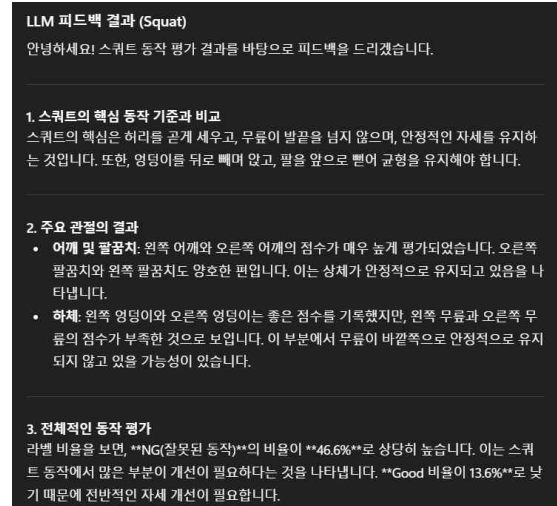 LLM 피드백 결과 (Squat)
안녕하세요! 스쿼트 동작 평가 결과를 바탕으로 피드백을 드리겠습니다.
1. 스쿼트의 핵심 동작 기준과 비교
스쿼트의 핵심은 허리를 곧게 세우고, 무릎이 발끝을 넘지 않으며, 안정적인 자세를 유지하
는 것입니다. 또한, 엉덩이를 뒤로 빼며 앉고, 팔을 앞으로 뻗어 균형을 유지해야 합니다.
2. 주요 관절의 결과
• 어깨 및 팔꿈치: 왼쪽 어깨와 오른쪽 어깨의 점수가 매우 높게 평가되었습니다. 오른쪽
팔꿈치와 왼쪽 팔꿈치도 양호한 편입니다. 이는 상체가 안정적으로 유지되고 있음을 나
타냅니다.
• 하체: 왼쪽 엉덩이와 오른쪽 엉덩이는 좋은 점수를 기록했지만, 왼쪽 무릎과 오른쪽 무
릎의 점수가 부족한 것으로 보입니다. 이 부분에서 무릎이 바깥쪽으로 안정적으로 유지
되지 않고 있을 가능성이 있습니다.
3. 전체적인 동작 평가
라벨 비율을 보면, **NG(잘못된 동작)**의 비율이 **46.6%**로 상당히 높습니다. 이는 스쿼
트 동작에서 많은 부분이 개선이 필요하다는 것을 나타냅니다. **Good 비율이 13.6%**로 낮
기 때문에 전반적인 자세 개선이 필요합니다.